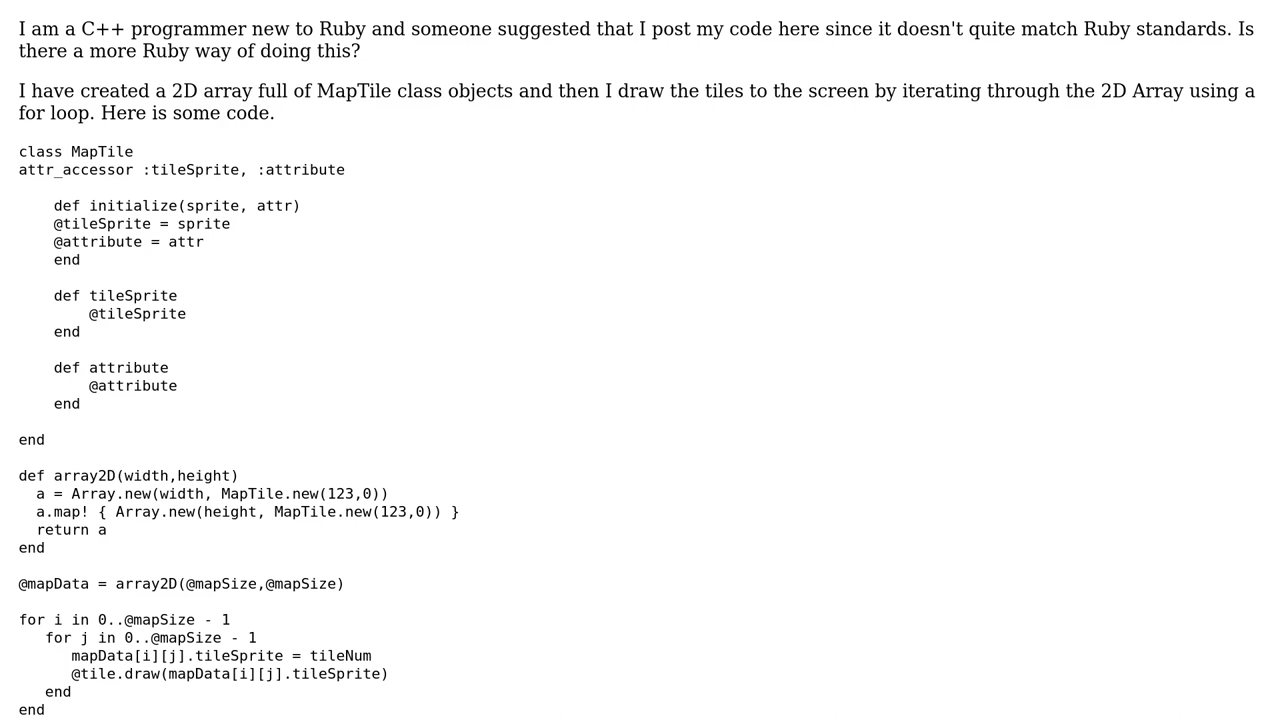 I am a C++ programmer new to Ruby and someone suggested that I post my code here since it doesn't quite match Ruby standards. Is
there a more Ruby way of doing this?
I have created a 2D array full of MapTile class objects and then I draw the tiles to the screen by iterating through the 2D Array using a
for loop. Here is some code.
class MapTile
attr_accessor :tileSprite, :attribute
    def initialize(sprite, attr)
    @tileSprite = sprite
    @attribute = attr
    end
    def tileSprite
        @tileSprite
    end
    def attribute
        @attribute
    end
end
def array2D(width,height)
  a = Array.new(width, MapTile.new(123,0))
  a.map! { Array.new(height, MapTile.new(123,0)) }
  return a
end
@mapData = array2D(@mapSize,@mapSize)
for i in 0..@mapSize - 1
   for j in 0..@mapSize - 1
      mapData[i][j].tileSprite = tileNum
      @tile.draw(mapData[i][j].tileSprite)
   end
end